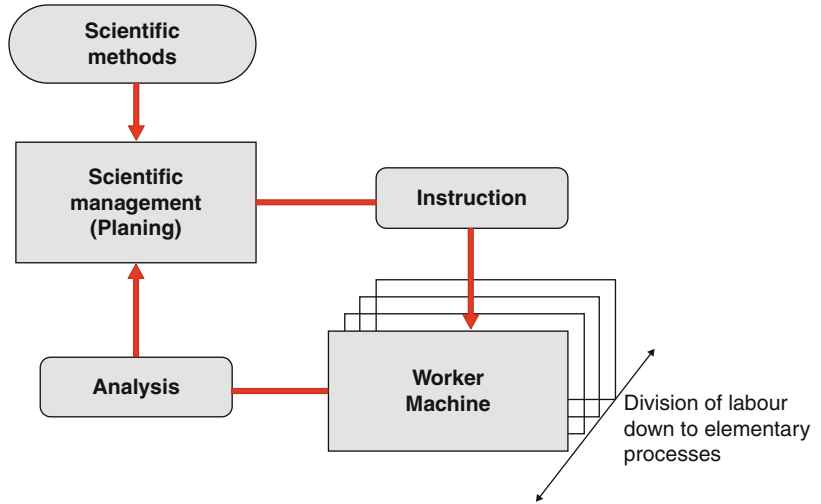 Scientific
methods
Scientific
management
(Planing)
Instruction
Analysis
Worker
Machine
Division of labour
down to elementary
processes